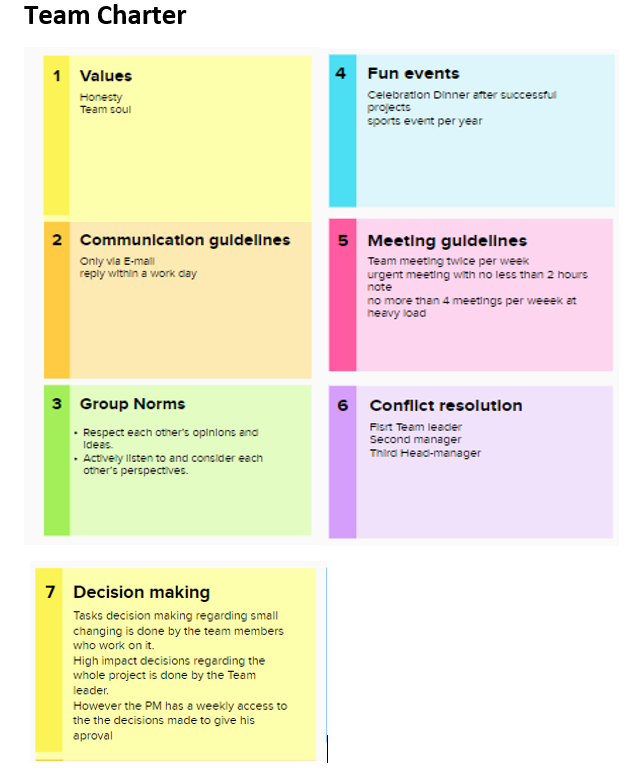 Team Charter
1 Values
Honesty
Team soul
2 Communication guidelines
Only via E-mail
reply within a work day
3 Group Norms
• Respect each other's opinions and
ideas.
• Actively listen to and consider each
other's perspectives.
4 Fun events
Celebration Dinner after successful
projects
sports event per year
5 Meeting guidelines
Team meeting twice per week
urgent meeting with no less than 2 hours
note
no more than 4 meetings per weeek at
heavy load
6 Conflict resolution
Fisrt Team leader
Second manager
Third Head-manager
7 Decision making
Tasks decision making regarding small
changing is done by the team members
who work on it.
High impact decisions regarding the
whole project is done by the Team
leader.
However the PM has a weekly access to
the the decisions made to give his
aproval